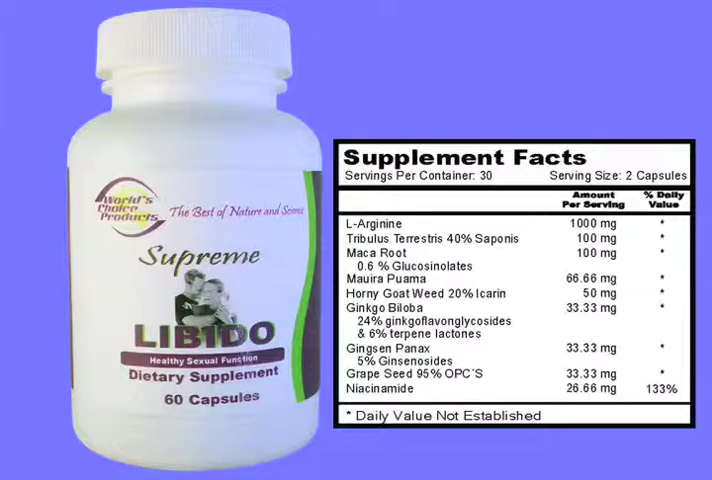 World's
Choice
Products
The Best of Nature and Science
Supreme
LIBIDO
Healthy Sexual Function
Dietary Supplement
60 Capsules
Supplement Facts
Servings Per Container: 30 Serving Size: 2 Capsules
Amount Per Serving % Daily Value
L-Arginine 1000 mg *
Tribulus Terrestris 40% Saponis 100 mg *
Maca Root 100 mg *
0.6 % Glucosinolates
Mauira Puama 66.66 mg *
Horny Goat Weed 20% Icarin 50 mg *
Ginkgo Biloba 33.33 mg *
24% ginkgoflavonglycosides
& 6% terpene lactones
Gingsen Panax 33.33 mg *
5% Ginsenosides
Grape Seed 95% OPC´S 33.33 mg *
Niacinamide 26.66 mg 133%
* Daily Value Not Established